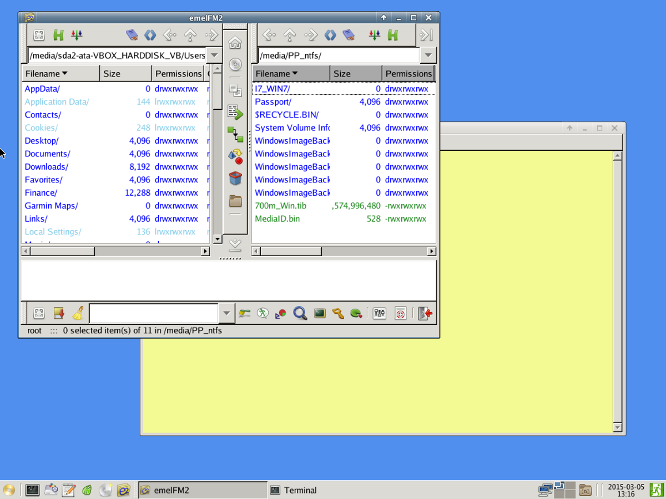 emelFM2
/media/sda2-ata-VBOX_HARDDISK_VB/Users
/media/PP_ntfs/
Filename Size Permissions
AppData/ 0 drwxrwxrwx
Application Data/ 144 lrwxrwxrwx
Contacts/ 0 drwxrwxrwx
Cookies/ 248 lrwxrwxrwx
Desktop/ 4,096 drwxrwxrwx
Documents/ 4,096 drwxrwxrwx
Downloads/ 8,192 drwxrwxrwx
Favorites/ 4,096 drwxrwxrwx
Finance/ 12,288 drwxrwxrwx
Garmin Maps/ 0 drwxrwxrwx
Links/ 4,096 drwxrwxrwx
Local Settings/ 136 lrwxrwxrwx
Filename Size Permissions
I7_WIN7/ 0 drwxrwxrwx
Passport/ 4,096 drwxrwxrwx
$RECYCLE.BIN/ 0 drwxrwxrwx
System Volume Info 4,096 drwxrwxrwx
WindowsImageBack 0 drwxrwxrwx
WindowsImageBack 0 drwxrwxrwx
WindowsImageBack 0 drwxrwxrwx
WindowsImageBack 0 drwxrwxrwx
WindowsImageBack 0 drwxrwxrwx
700m_Win.tib ,574,996,480 -rwxrwxrwx
MediaID.bin 528 -rwxrwxrwx
root ::: 0 selected item(s) of 11 in /media/PP_ntfs
emelFM2
Terminal
2015-03-05
13:16